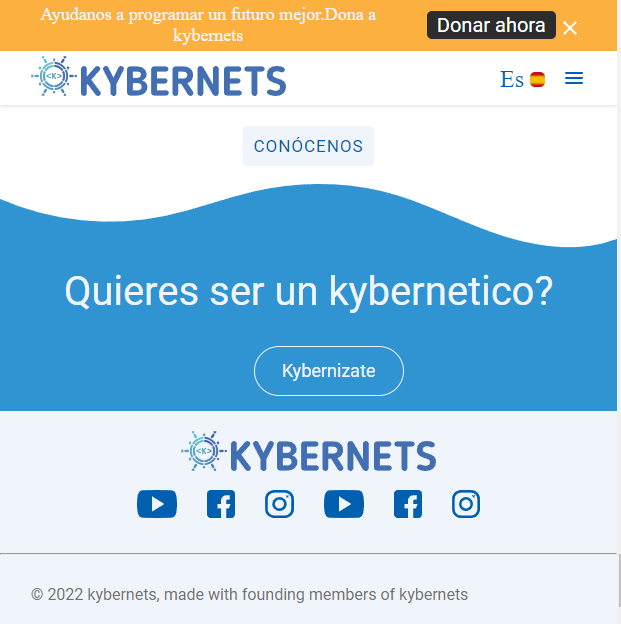 Ayudanos a programar un futuro mejor.Dona a
kybernets
Donar ahora
<K> KYBERNETS
Es
CONÓCENOS
Quieres ser un kybernetico?
Kybernizate
<K> KYBERNETS
© 2022 kybernets, made with founding members of kybernets